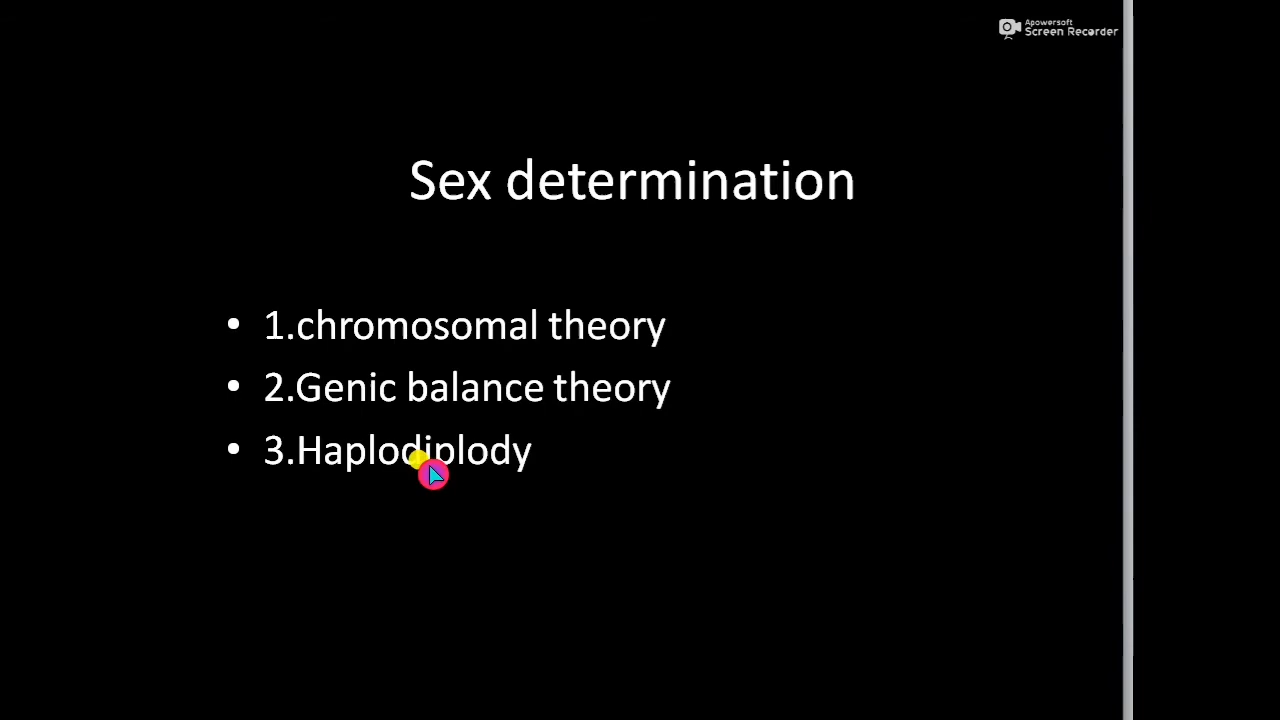 Apowersoft
Screen Recorder
Sex determination
• 1.chromosomal theory
• 2.Genic balance theory
• 3.Haplodiplody